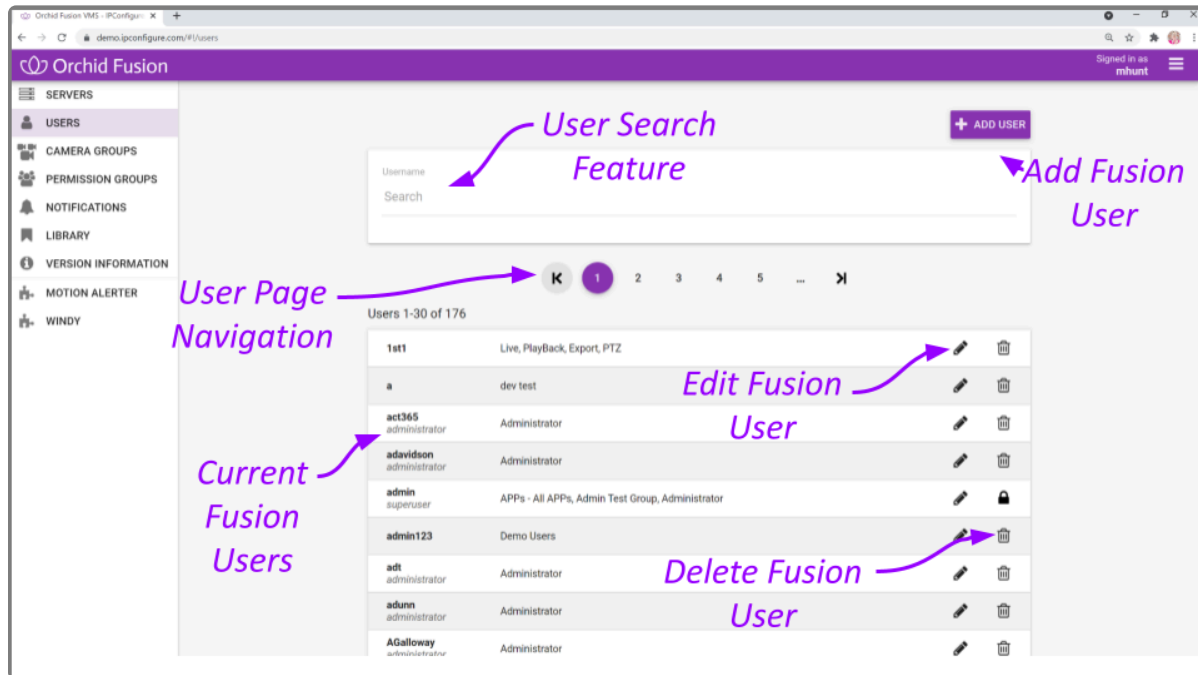 Orchid Fusion VMS - IPConfigure
demo.ipconfigure.com/#!/users
Orchid Fusion
Signed in as
mhunt
SERVERS
USERS
CAMERA GROUPS
PERMISSION GROUPS
NOTIFICATIONS
LIBRARY
VERSION INFORMATION
MOTION ALERTER
WINDY
User Search
Feature
+ ADD USER
Add Fusion
User
Username
Search
User Page
Navigation
1 2 3 4 5 ...
Users 1-30 of 176
1st1 Live, PlayBack, Export, PTZ
a dev test
act365 Administrator
administrator
adavidson Administrator
administrator
admin APPs - All APPs, Admin Test Group, Administrator
superuser
admin123 Demo Users
adt Administrator
administrator
adunn Administrator
administrator
AGalloway Administrator
administrator
Edit Fusion
User
Current
Fusion
Users
Delete Fusion
User